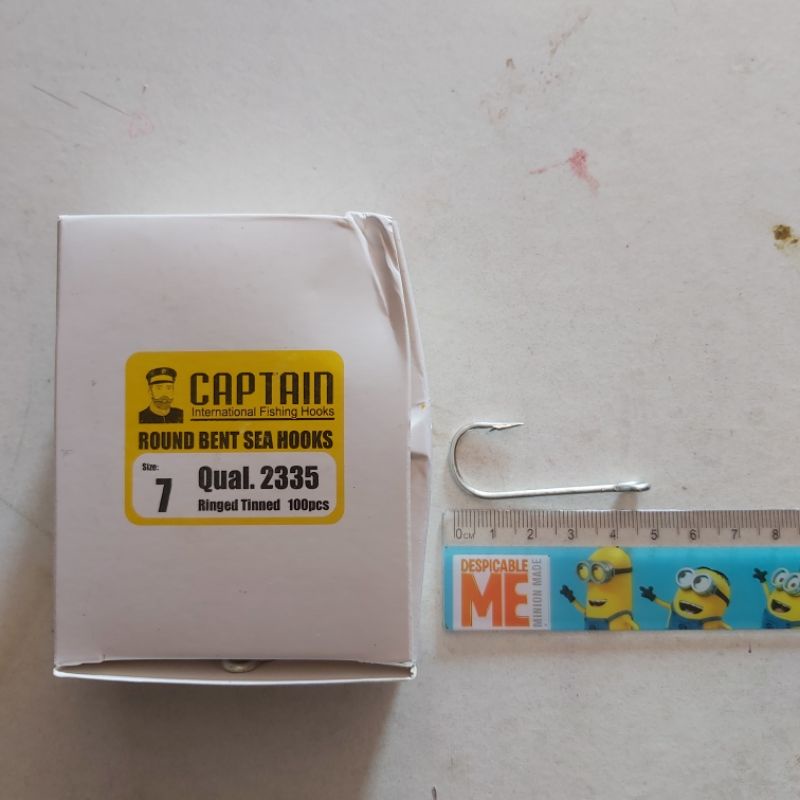 CAPTAIN
International Fishing Hooks
ROUND BENT SEA HOOKS
Size:
7
Qual. 2335
Ringed Tinned 100pcs
0CM 1 2 3 4 5 6 7 8
DESPICABLE
ME
MINION MADE